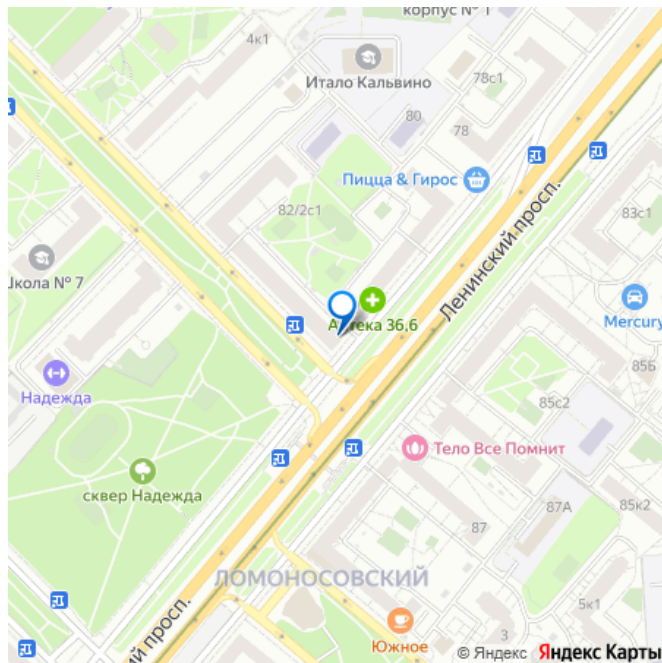 корпус № 1
4к1
Итало Кальвино
78с1
80
78
Пицца & Гирос
82/2с1
Ленинский просп.
83с1
Школа № 7
Аптека 36,6
Mercury
85Б
Надежда
85с2
Тело Все Помнит
сквер Надежда
87А
85к2
87
ЛОМОНОСОВСКИЙ
5к1
Южное
3
кий просп.
© Яндекс Яндекс Карты